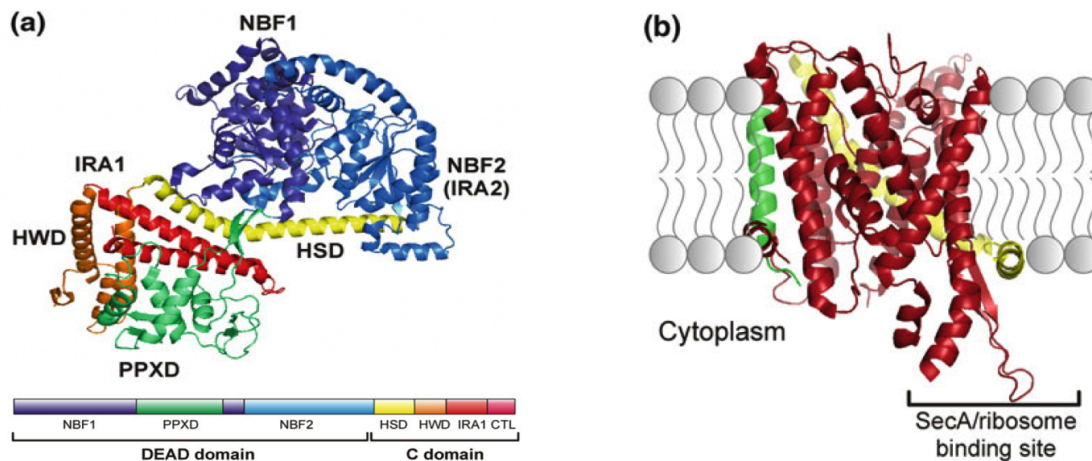 (a)
NBF1
IRA1
NBF2
(IRA2)
HWD
HSD
PPXD
NBF1 PPXD NBF2 HSD HWD IRA1 CTL
DEAD domain C domain
(b)
Cytoplasm
SecA/ribosome
binding site